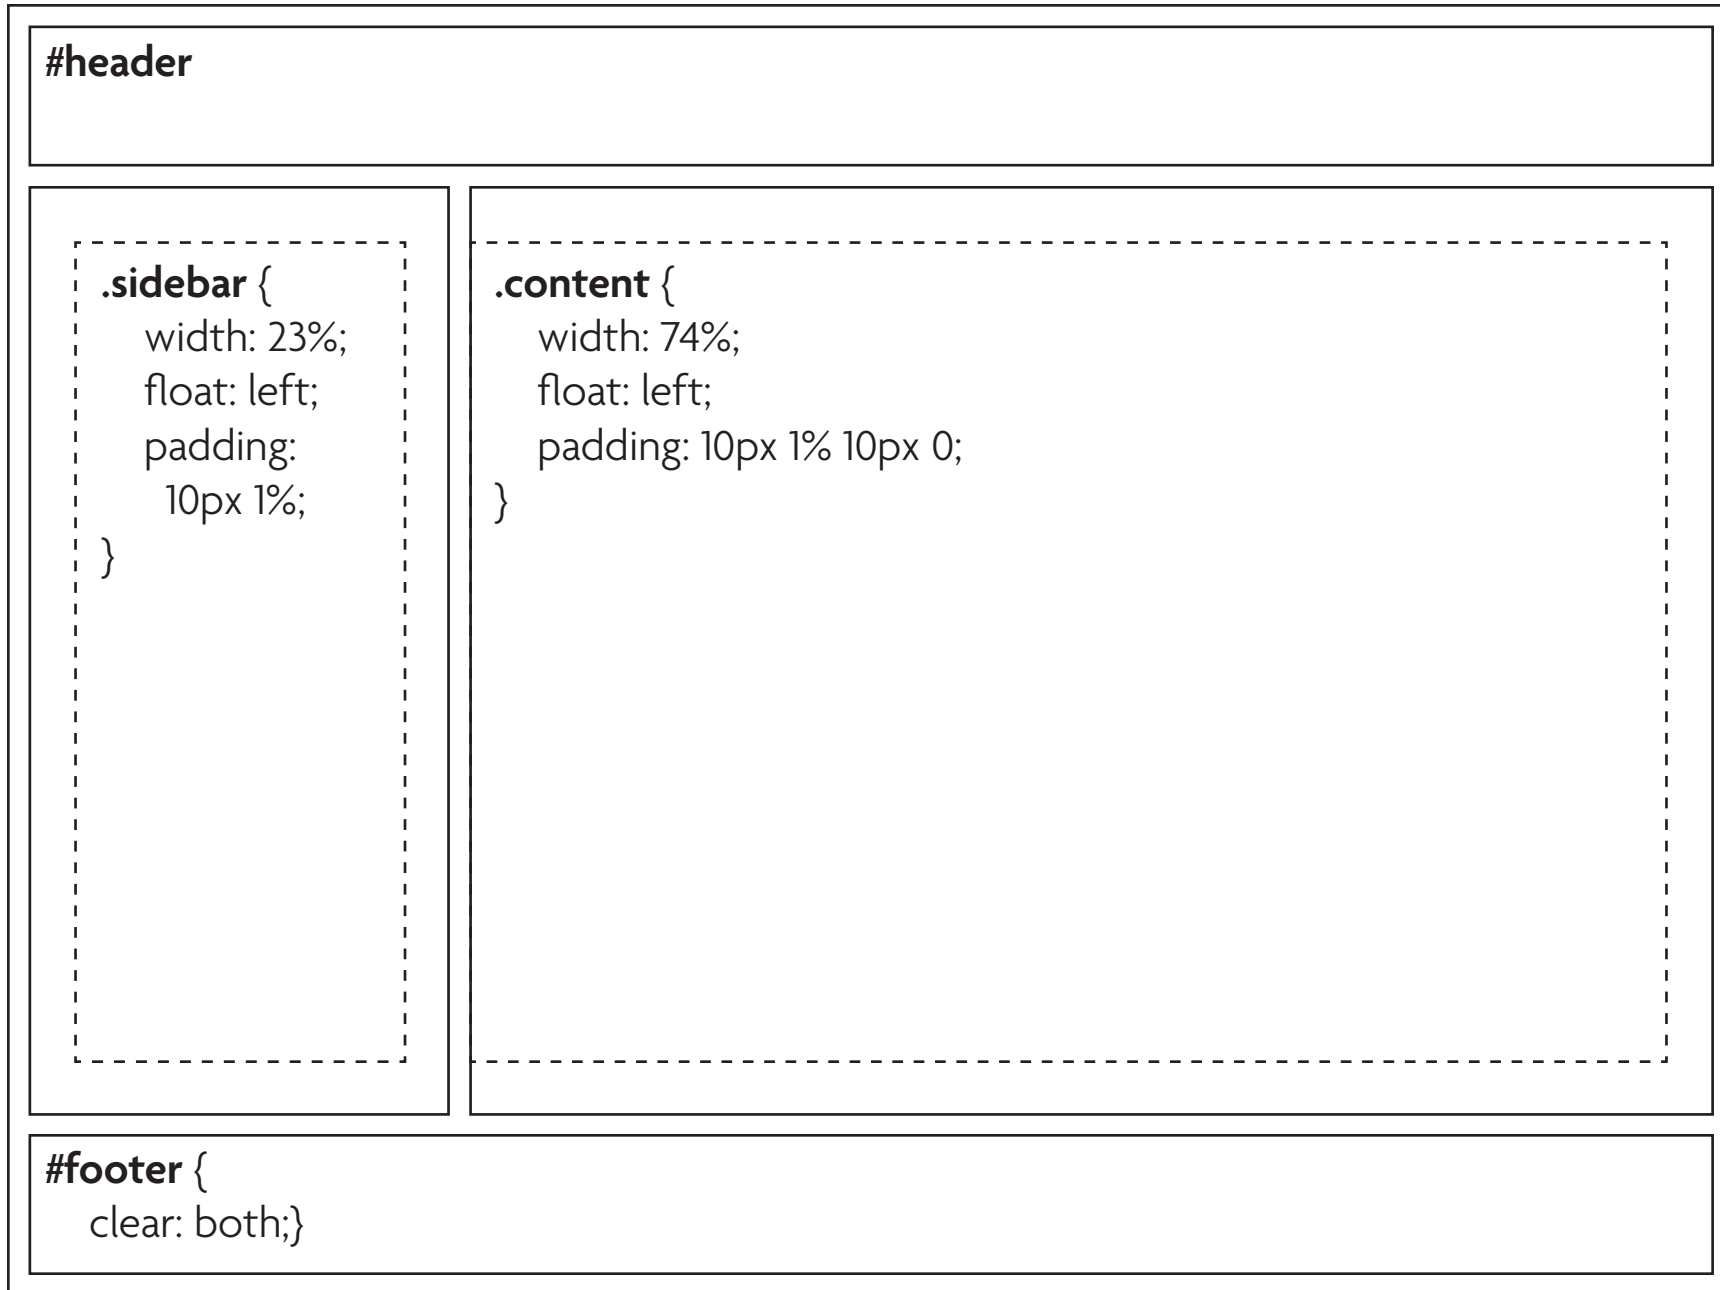 #header
.sidebar {
width: 23%;
float: left;
padding:
10px 1%;
}
.content {
width: 74%;
float: left;
padding: 10px 1% 10px 0;
}
#footer {
clear: both;}